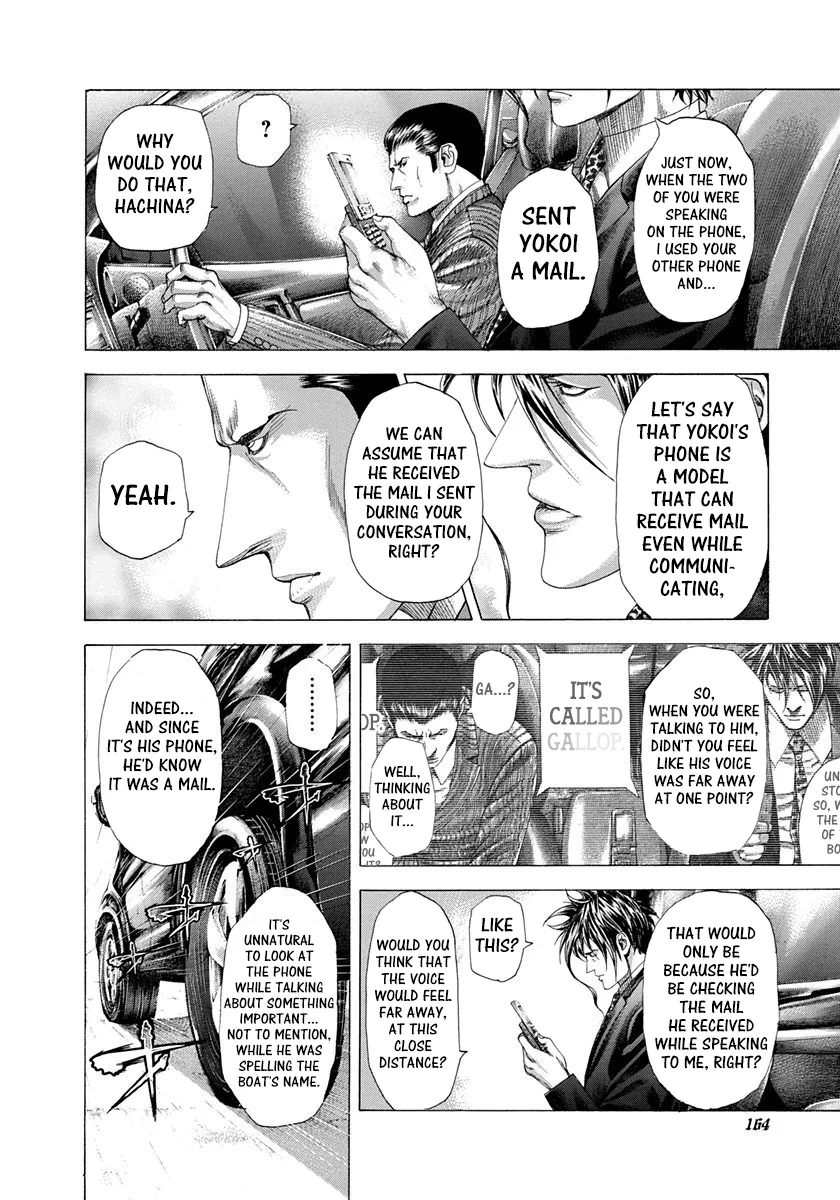 JUST NOW,
WHEN THE TWO
OF YOU WERE
SPEAKING
ON THE PHONE,
I USED YOUR
OTHER PHONE
AND...
SENT
YOKOI
A MAIL.
?
WHY
WOULD YOU
DO THAT,
HACHINA?
LET'S SAY
THAT YOKOI'S
PHONE IS
A MODEL
THAT CAN
RECEIVE MAIL
EVEN WHILE
COMMUNI-
CATING,
WE CAN
ASSUME THAT
HE RECEIVED
THE MAIL I SENT
DURING YOUR
CONVERSATION,
RIGHT?
YEAH.
SO,
WHEN YOU WERE
TALKING TO HIM,
DIDN'T YOU FEEL
LIKE HIS VOICE
WAS FAR AWAY
AT ONE POINT?
IT'S
CALLED
GALLOP.
GA...?
WELL,
THINKING
ABOUT
IT...
THAT WOULD
ONLY BE
BECAUSE HE'D
BE CHECKING
THE MAIL
HE RECEIVED
WHILE SPEAKING
TO ME, RIGHT?
LIKE
THIS?
WOULD YOU
THINK THAT
THE VOICE
WOULD FEEL
FAR AWAY,
AT THIS
CLOSE
DISTANCE?
........
INDEED...
AND SINCE
IT'S HIS PHONE,
HE'D KNOW
IT WAS A MAIL.
IT'S
UNNATURAL
TO LOOK AT
THE PHONE
WHILE TALKING
ABOUT SOMETHING
IMPORTANT...
NOT TO MENTION,
WHILE HE WAS
SPELLING THE
BOAT'S NAME.
164